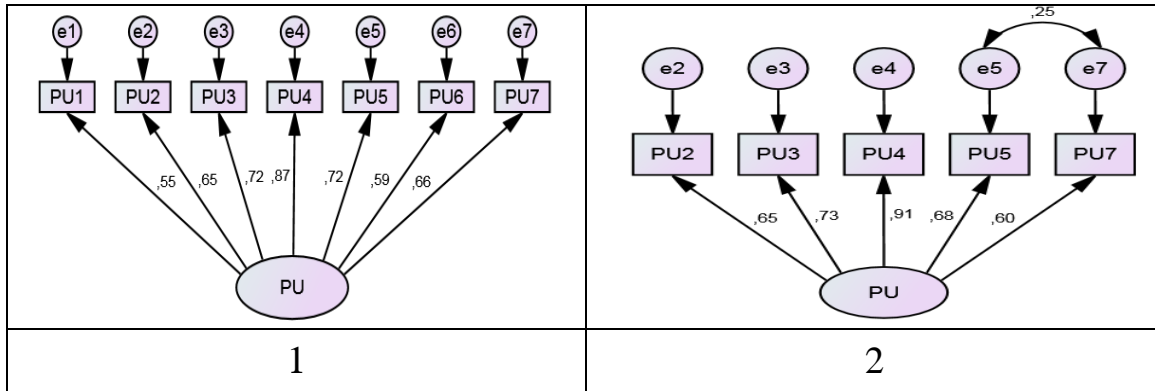 ,25
e1 e2 e3 e4 e5 e6 e7
e2 e3 e4 e5 e7
PU1 PU2 PU3 PU4 PU5 PU6 PU7
PU2 PU3 PU4 PU5 PU7
,55 ,65 ,72 ,87 ,72 ,59 ,66
,65 ,73 ,91 ,68 ,60
PU
PU
1
2